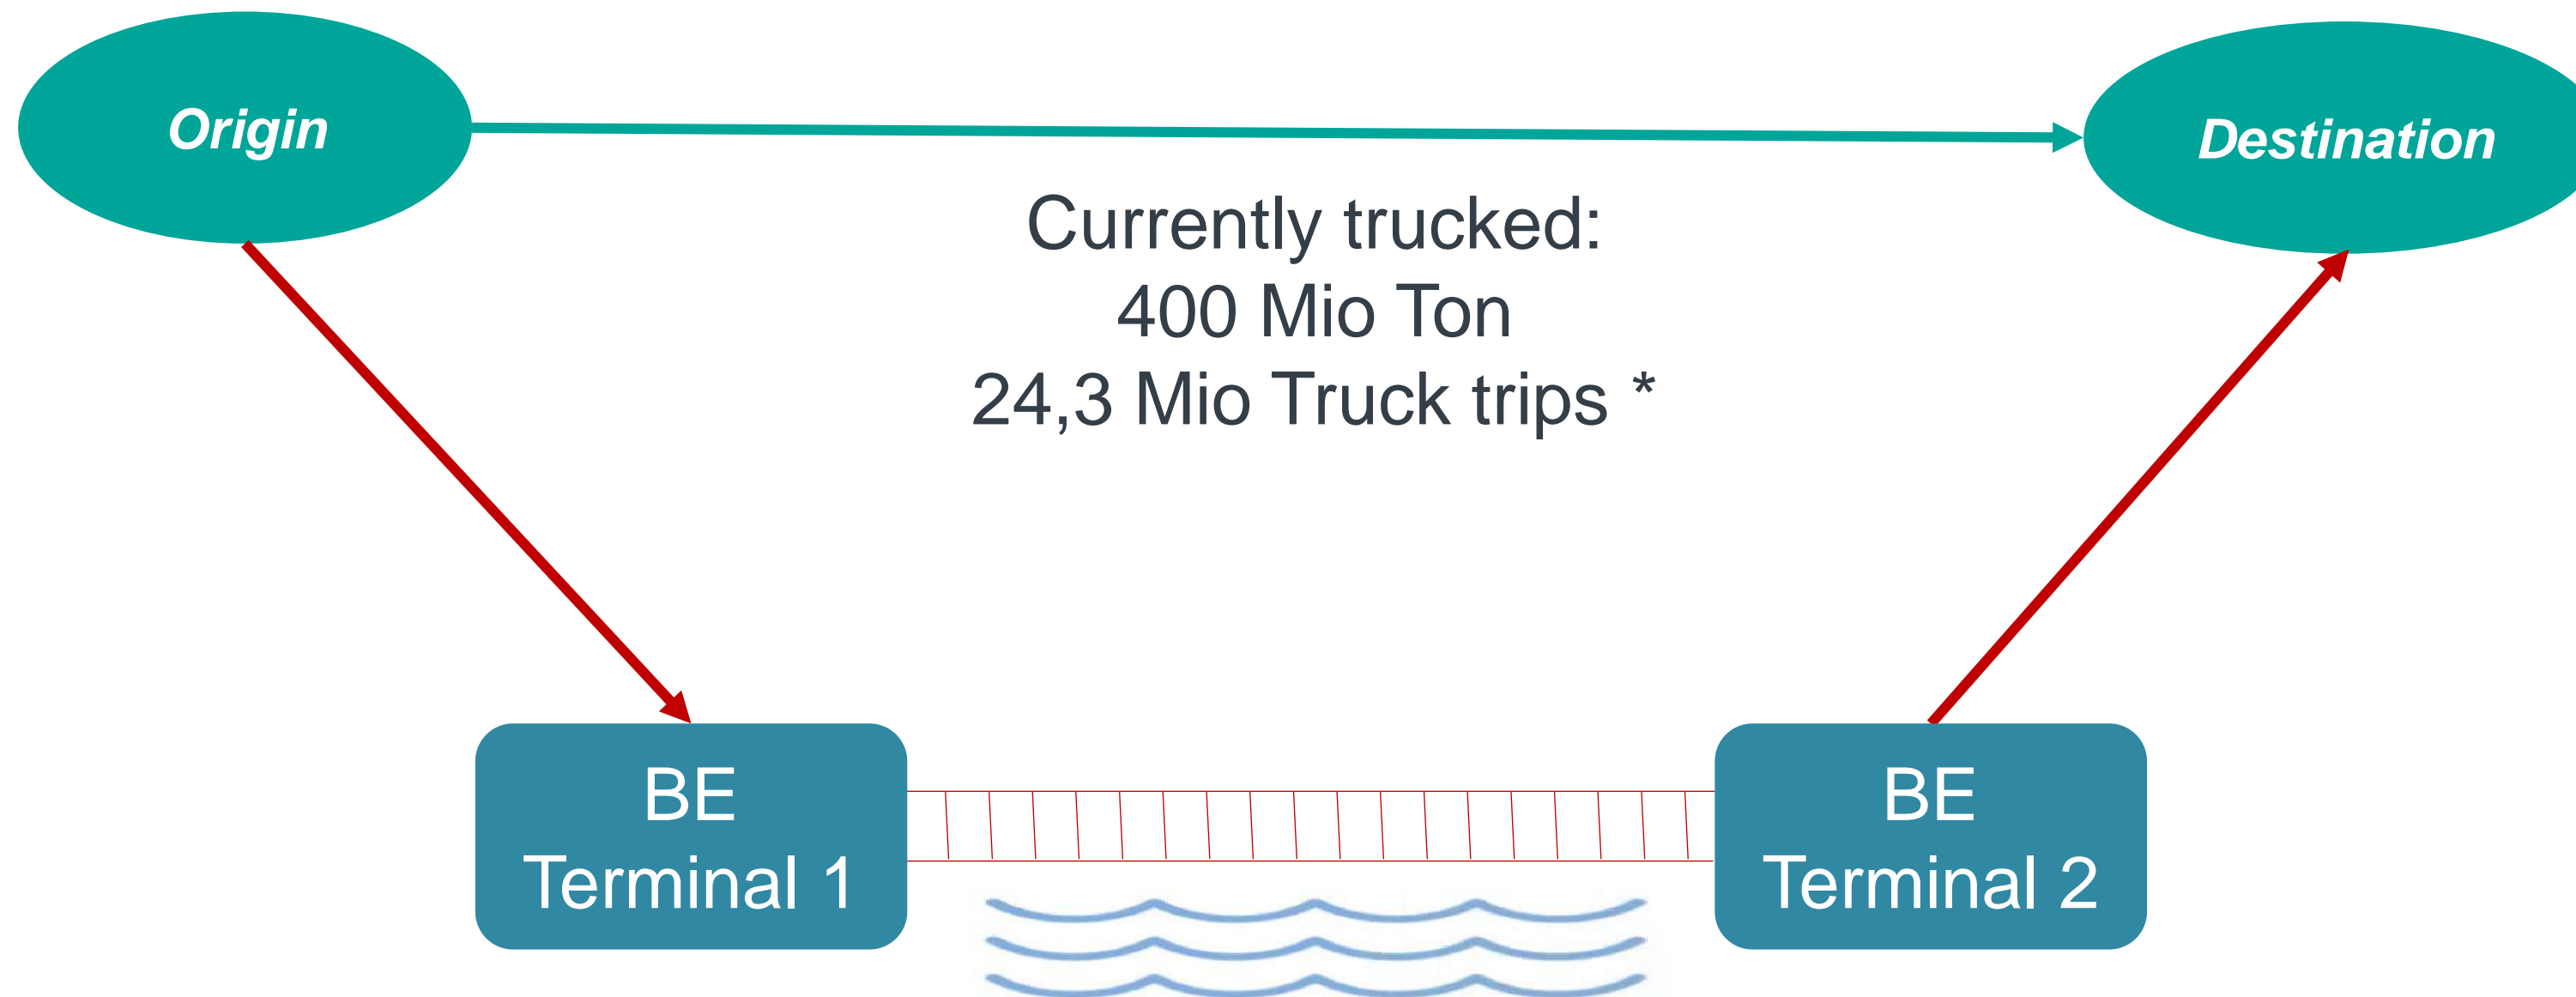 Origin
Destination
Currently trucked:
400 Mio Ton
24,3 Mio Truck trips *
BE
Terminal 1
BE
Terminal 2